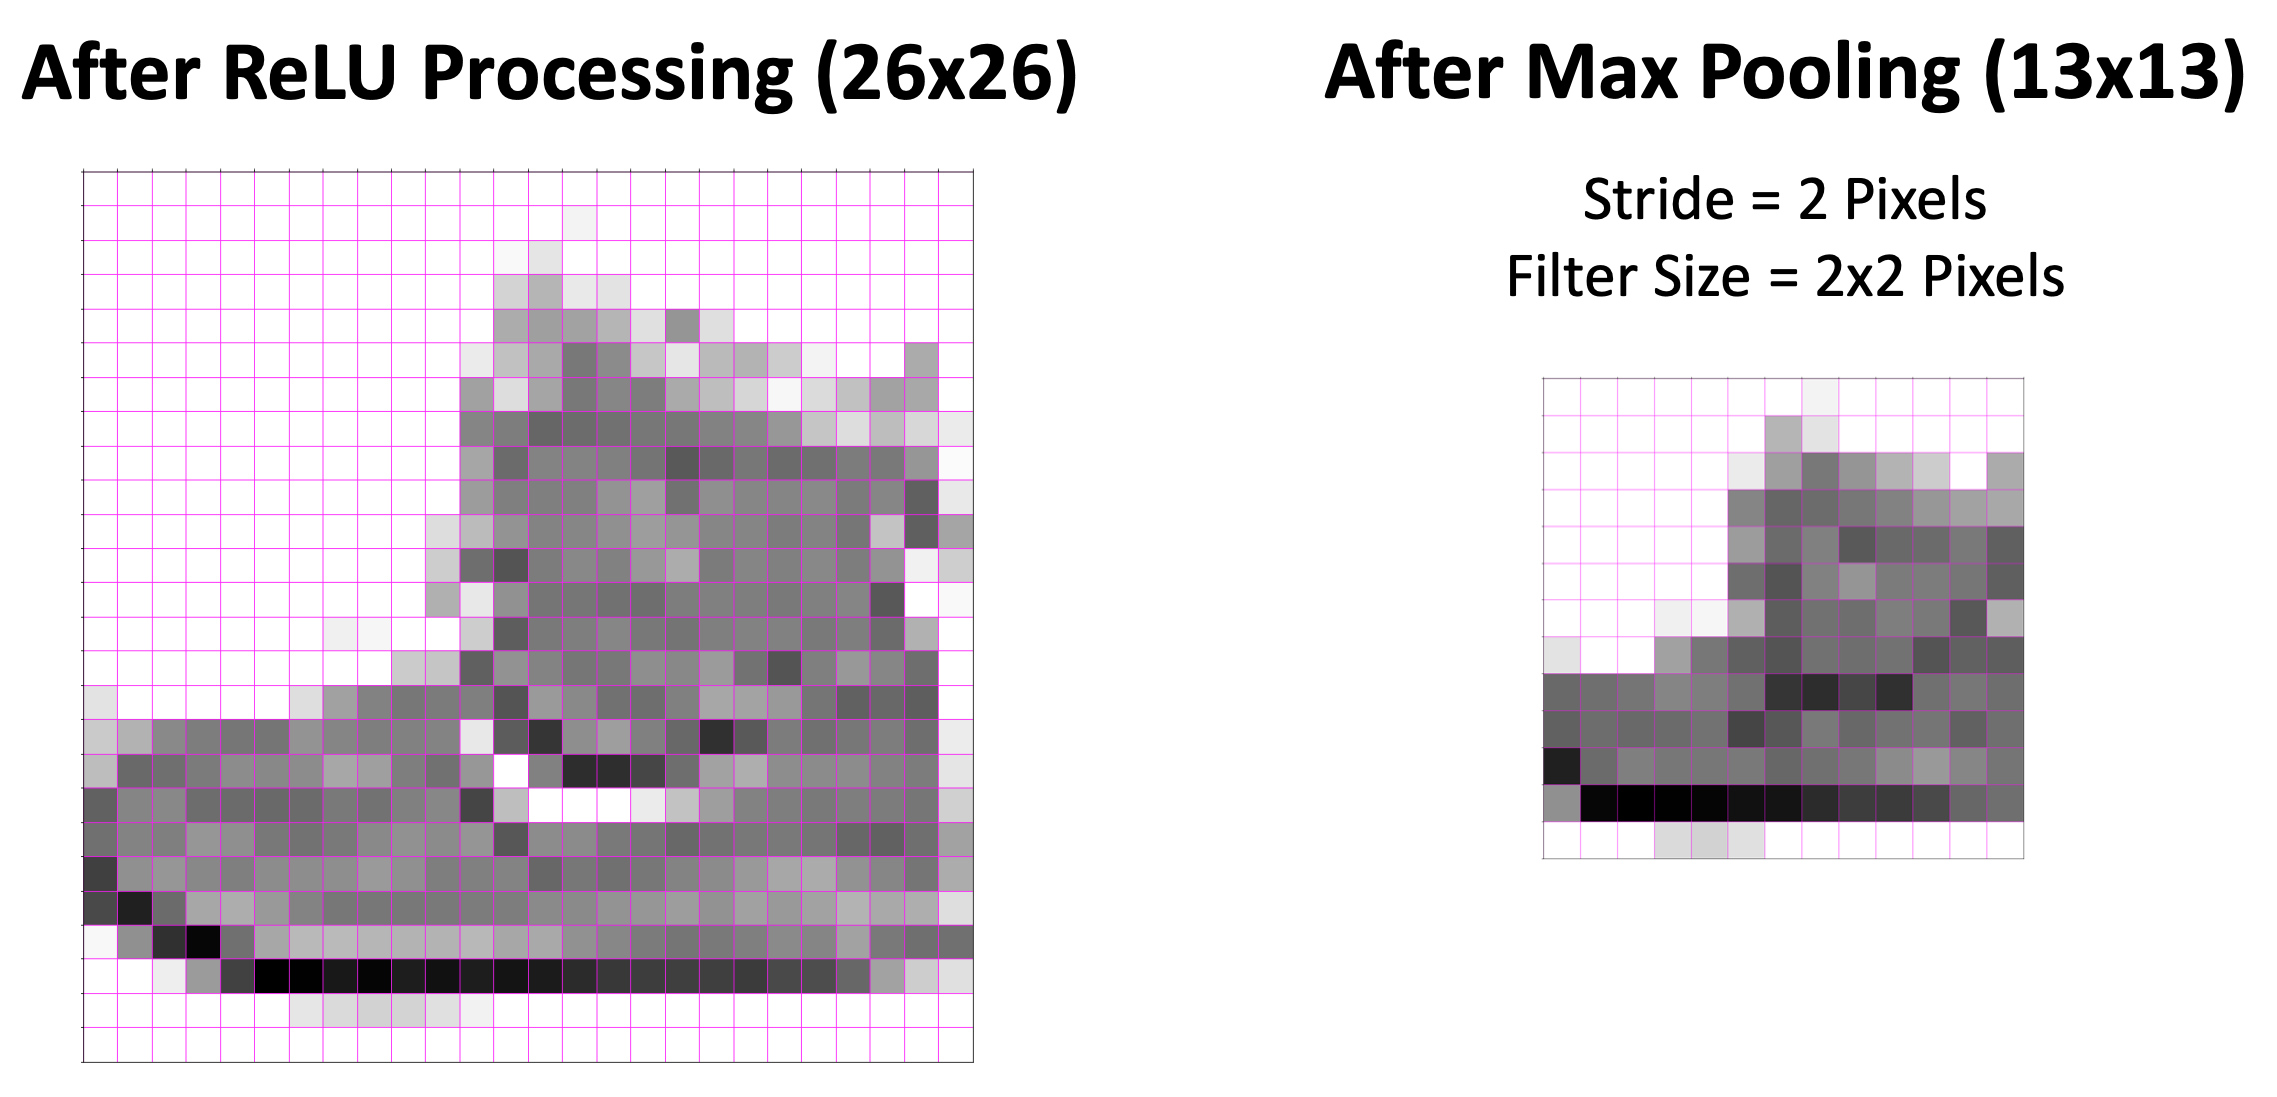 After ReLU Processing (26x26)
After Max Pooling (13x13)
Stride = 2 Pixels
Filter Size = 2x2 Pixels